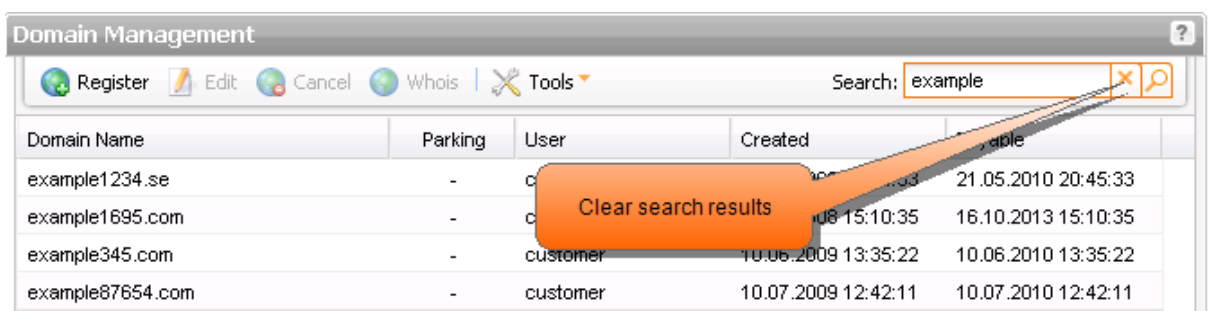 Domain Management ?
Register Edit Cancel Whois Tools Search: example
Domain Name Parking User Created
example1234.se - 21.05.2010 20:45:33
example1695.com - 15:10:35 16.10.2013 15:10:35
Clear search results
example345.com - customer 10.06.2009 13:35:22 10.06.2010 13:35:22
example87654.com - customer 10.07.2009 12:42:11 10.07.2010 12:42:11